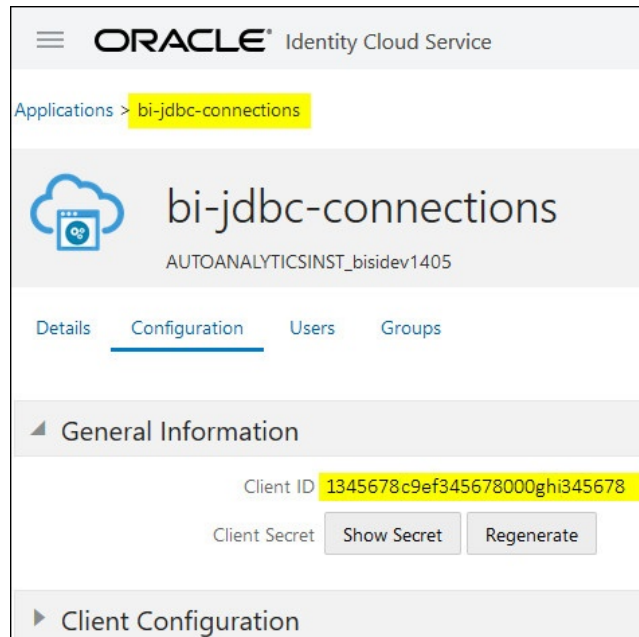 ORACLE® Identity Cloud Service
Applications > bi-jdbc-connections
bi-jdbc-connections
AUTOANALYTICSINST_bisidev1405
Details Configuration Users Groups
General Information
Client ID 1345678c9ef345678000ghi345678
Client Secret Show Secret Regenerate
Client Configuration